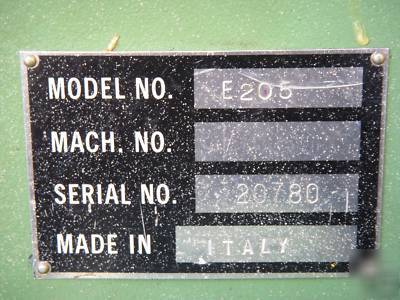 MODEL NO. E205
MACH. NO.
SERIAL NO. 20780
MADE IN ITALY